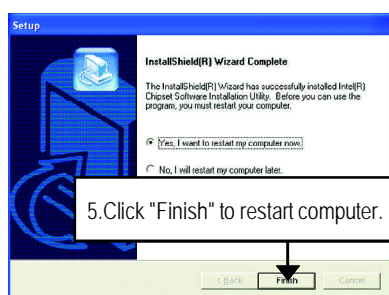 Setup
InstallShield(R) Wizard Complete
The InstallShield(R) Wizard has successfully installed Intel(R)
Chipset Software Installation Utility. Before you can use the
program, you must restart your computer.
Yes, I want to restart my computer now.
No, I will restart my computer later.
5.Click "Finish" to restart computer.
< Back
Finish
Cancel